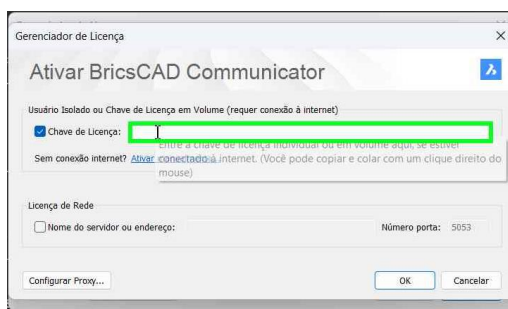 Gerenciador de Licença
Ativar BricsCAD Communicator
Usuário Isolado ou Chave de Licença em Volume (requer conexão à internet)
Chave de Licença:
Entre a chave de licença individual ou em volume aqui, se estiver
Sem conexão internet? Ativar conectado à internet. (Você pode copiar e colar com um clique direito do
mouse)
Licença de Rede
Nome do servidor ou endereço:
Número porta: 5053
Configurar Proxy...
OK
Cancelar